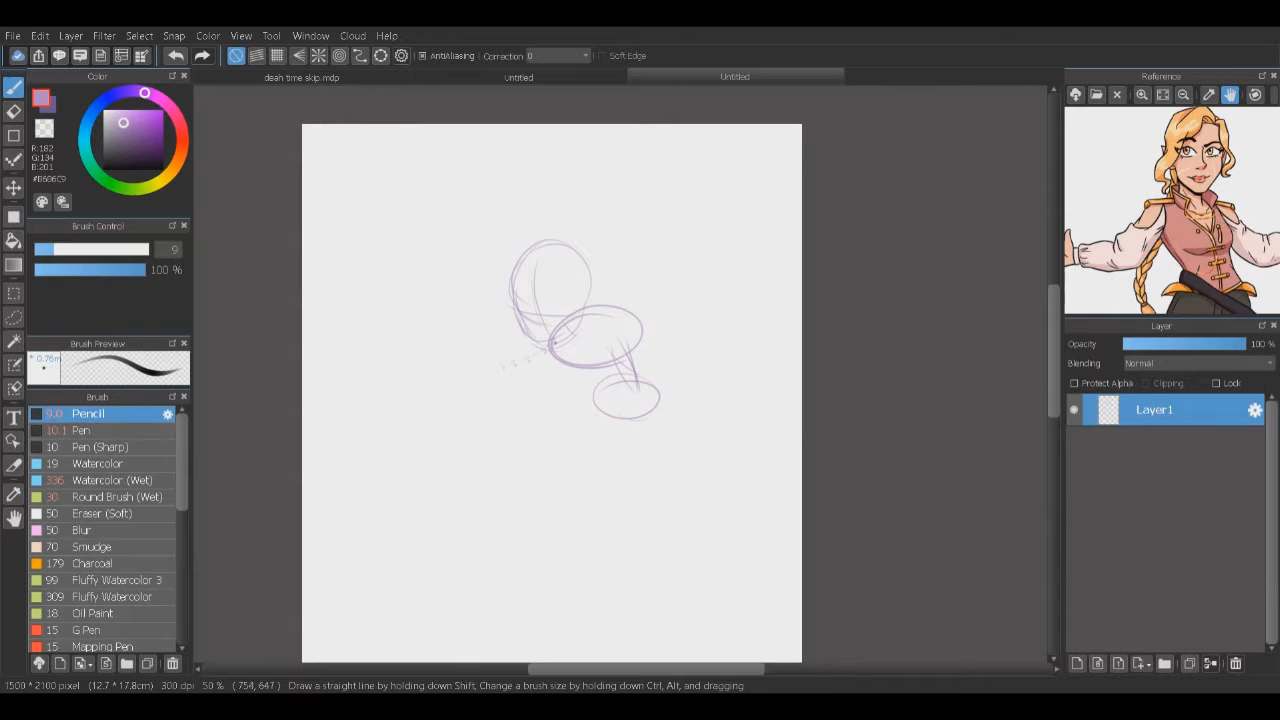 File Edit Layer Filter Select Snap Color View Tool Window Cloud Help
AntiAliasing Correction 0 Soft Edge
deah time skip.mdp Untitled Untitled
Color
R:182
G:134
B:201
#B686C9
Brush Control
9
100 %
Brush Preview
* 0.76m
Brush
9.0 Pencil
10.1 Pen
10 Pen (Sharp)
19 Watercolor
336 Watercolor (Wet)
30 Round Brush (Wet)
50 Eraser (Soft)
50 Blur
70 Smudge
179 Charcoal
99 Fluffy Watercolor 3
309 Fluffy Watercolor
18 Oil Paint
15 G Pen
15 Mapping Pen
Reference
Layer
Opacity 100 %
Blending Normal
Protect Alpha Clipping Lock
Layer1
1500 * 2100 pixel (12.7 * 17.8cm) 300 dpi 50 % ( 754, 647 ) Draw a straight line by holding down Shift, Change a brush size by holding down Ctrl, Alt, and dragging